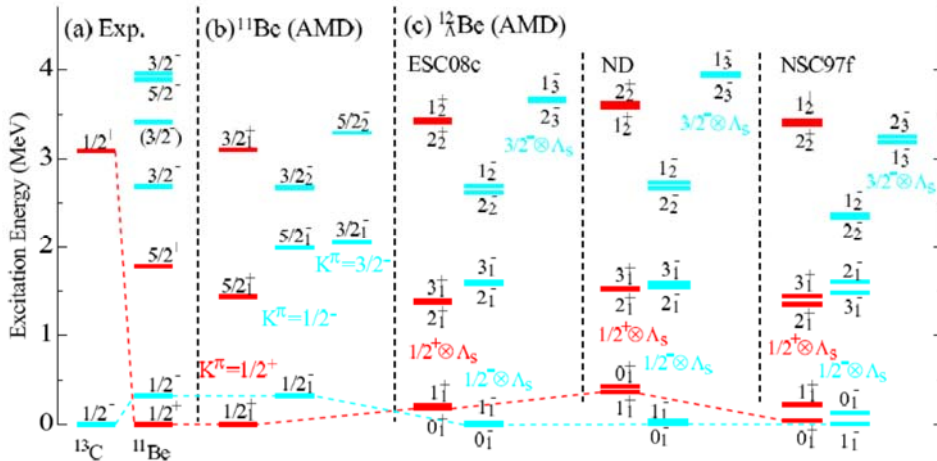 (a) Exp.
(b) ¹¹Be (AMD)
(c) ¹²ΛBe (AMD)
ESC08c
ND
NSC97f
Excitation Energy (MeV)
4
3
2
1
0
1/2⁻
¹³C
3/2⁻
5/2⁻
(3/2⁻)
3/2⁻
1/2⁻
1/2⁺
¹¹Be
3/2₁⁺
5/2₁⁺
Kπ=1/2⁺
1/2₁⁺
5/2₂⁻
3/2₂⁻
5/2₁⁻
3/2₁⁻
Kπ=3/2⁻
Kπ=1/2⁻
1/2₁⁻
1₂⁺
2₂⁺
3₁⁺
2₁⁺
1/2⁺⊗Λs
1₁⁺
0₁⁺
1₃⁻
2₃⁻
3/2⁻⊗Λs
1₂⁻
2₂⁻
3₁⁻
2₁⁻
1/2⁻⊗Λs
1₁⁻
0₁⁻
2₂⁺
1₂⁺
3₁⁺
2₁⁺
1/2⁺⊗Λs
0₁⁺
1₁⁺
1₃⁻
2₃⁻
3/2⁻⊗Λs
1₂⁻
2₂⁻
3₁⁻
2₁⁻
1/2⁻⊗Λs
1₁⁻
0₁⁻
2₂⁺
3₁⁺
2₁⁺
1/2⁺⊗Λs
1₁⁺
0₁⁺
2₃⁻
1₃⁻
3/2⁻⊗Λs
1₂⁻
2₂⁻
2₁⁻
3₁⁻
1/2⁻⊗Λs
0₁⁻
1₁⁻